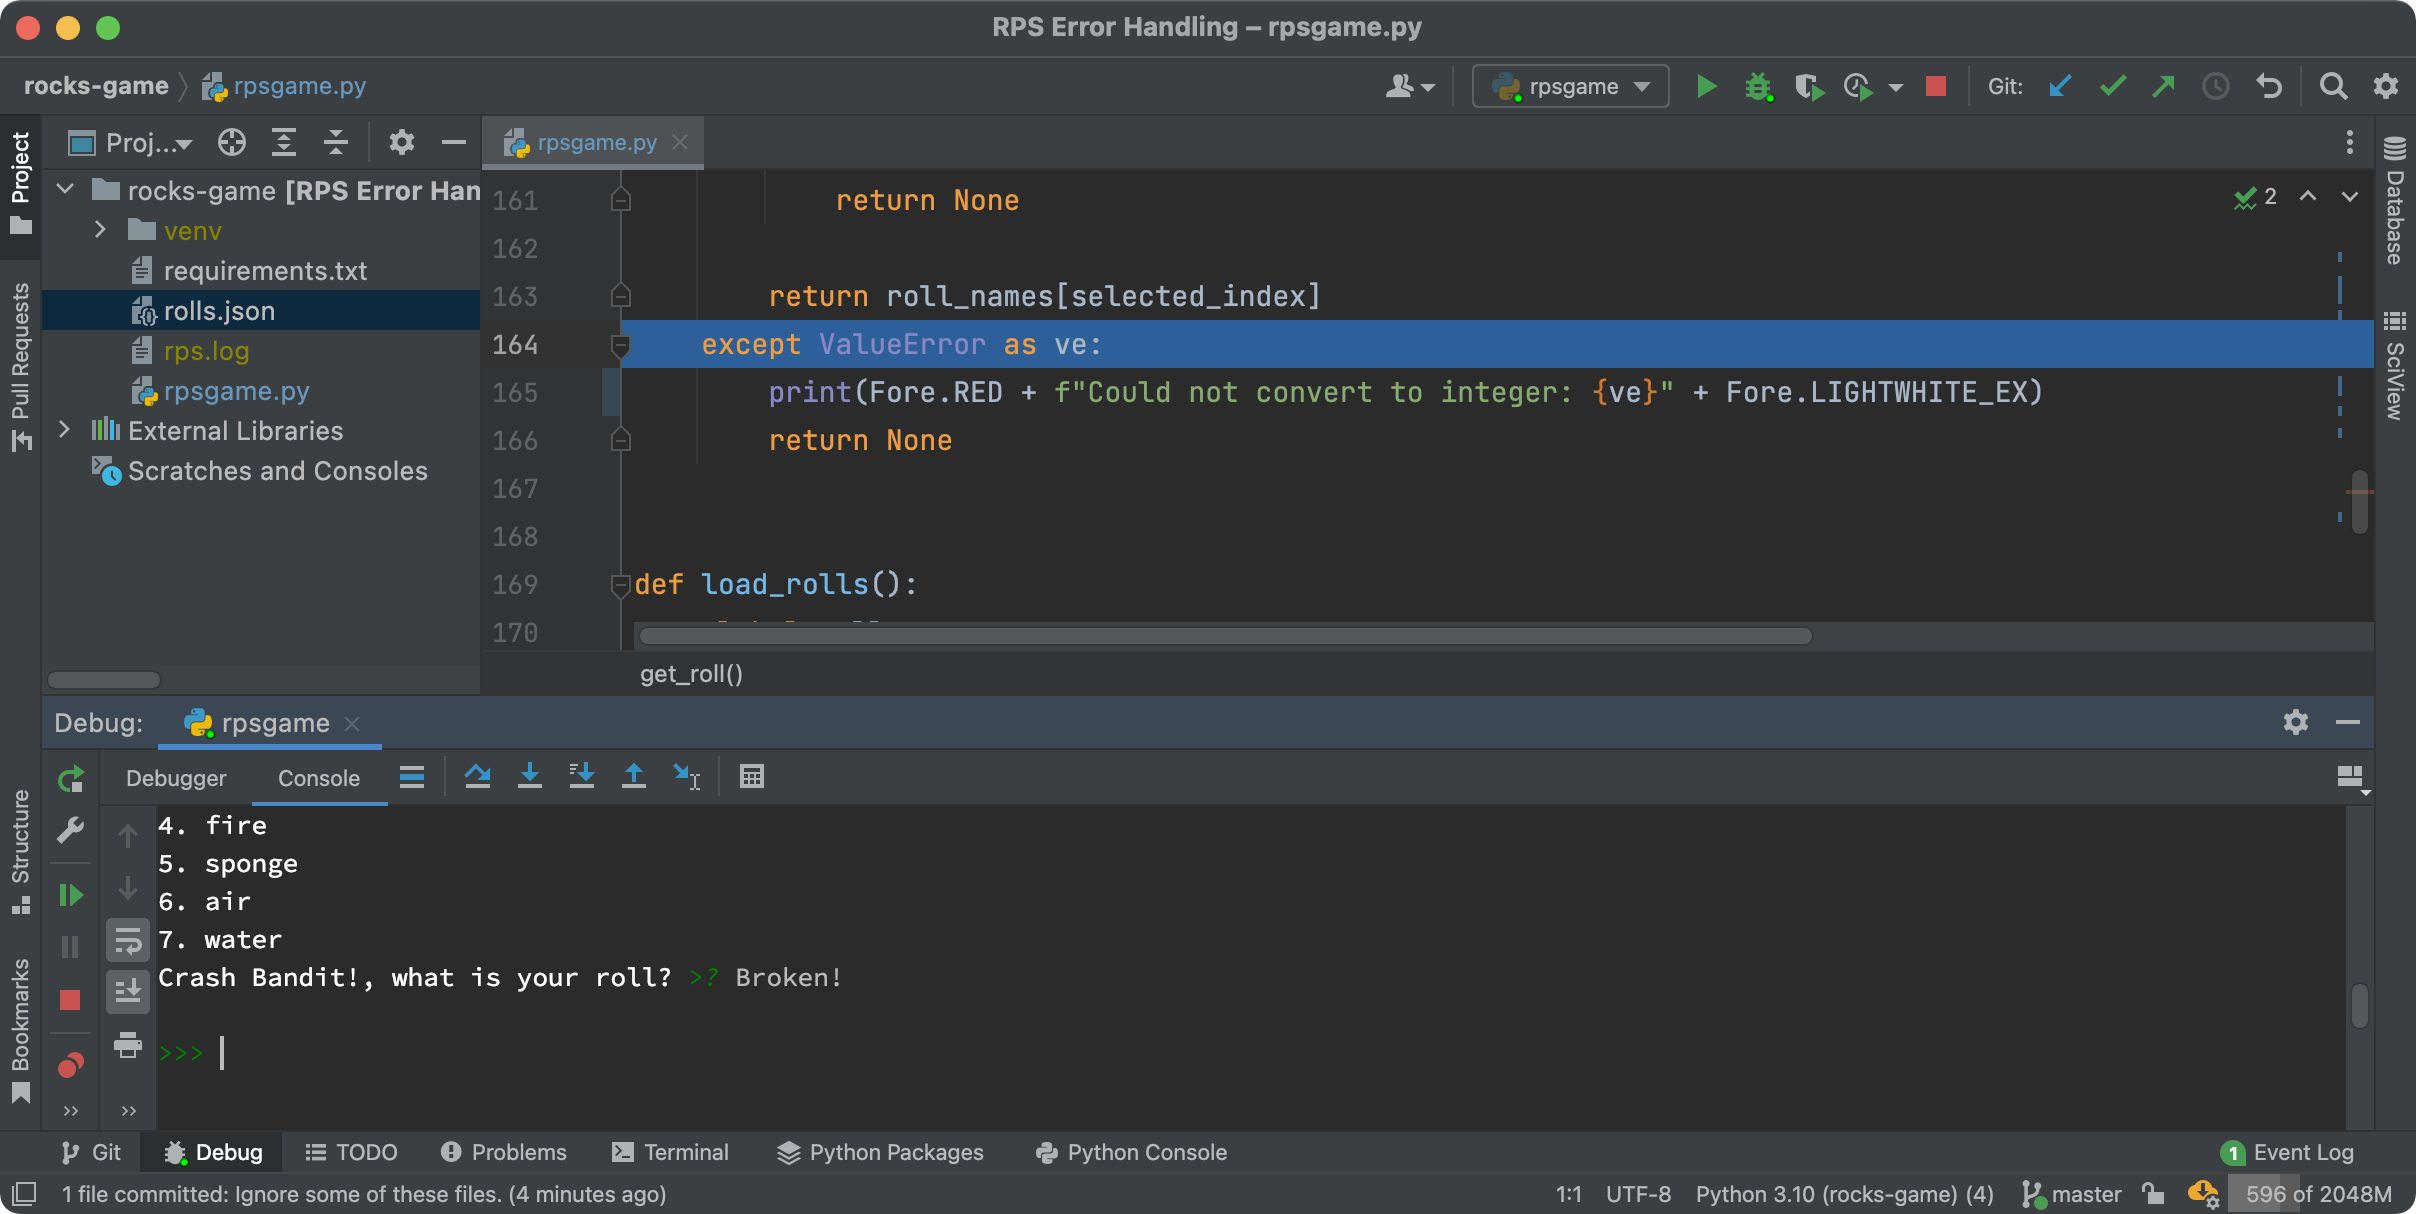 RPS Error Handling – rpsgame.py
rocks-game
rpsgame.py
rpsgame
Git:
Project
Pull Requests
Structure
Bookmarks
Proj...
rocks-game [RPS Error Han
venv
requirements.txt
rolls.json
rps.log
rpsgame.py
External Libraries
Scratches and Consoles
rpsgame.py
2
161 return None
162
163 return roll_names[selected_index]
164 except ValueError as ve:
165 print(Fore.RED + f"Could not convert to integer: {ve}" + Fore.LIGHTWHITE_EX)
166 return None
167
168
169 def load_rolls():
170
get_roll()
Database
SciView
Debug:
rpsgame
Debugger
Console
4. fire
5. sponge
6. air
7. water
Crash Bandit!, what is your roll? >? Broken!
>>>
Git
Debug
TODO
Problems
Terminal
Python Packages
Python Console
1 Event Log
1 file committed: Ignore some of these files. (4 minutes ago)
1:1
UTF-8
Python 3.10 (rocks-game) (4)
master
596 of 2048M